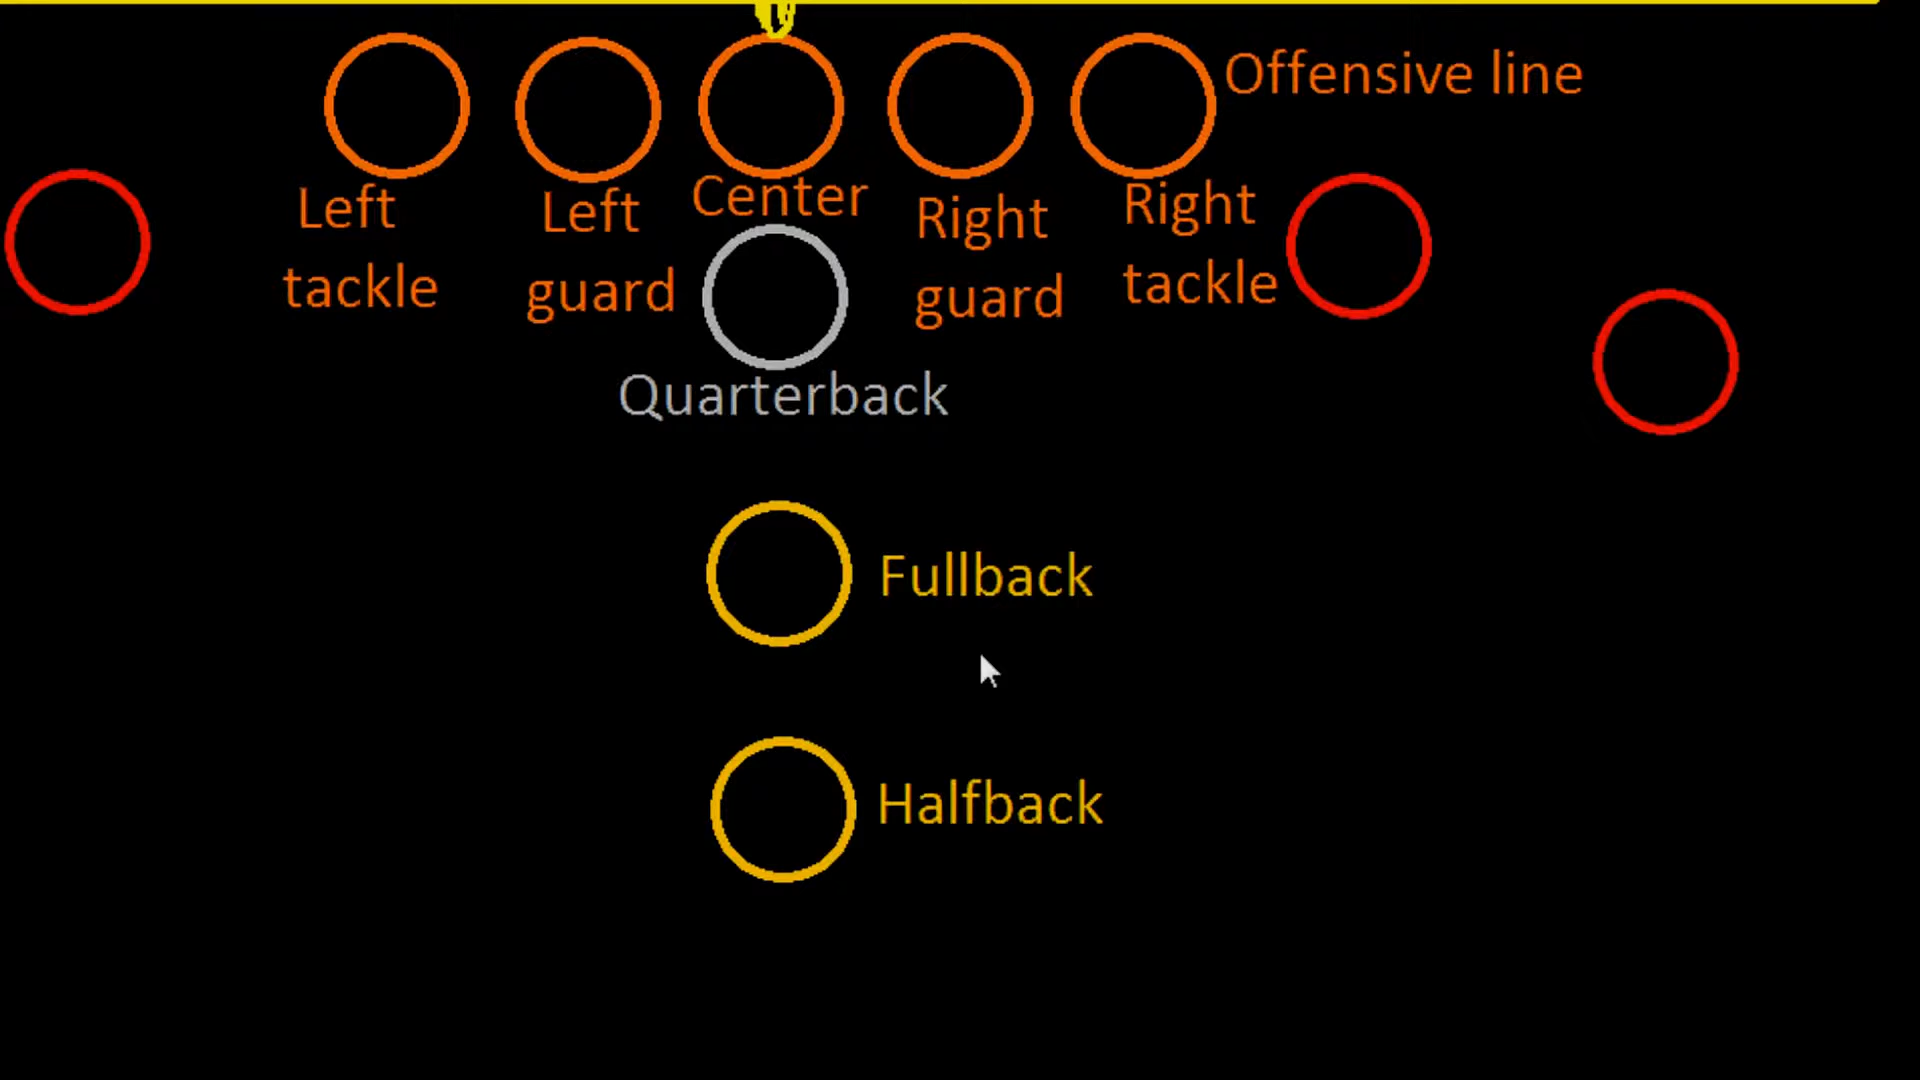 Offensive line
Left
tackle
Left
guard
Center
Right
guard
Right
tackle
Quarterback
Fullback
Halfback